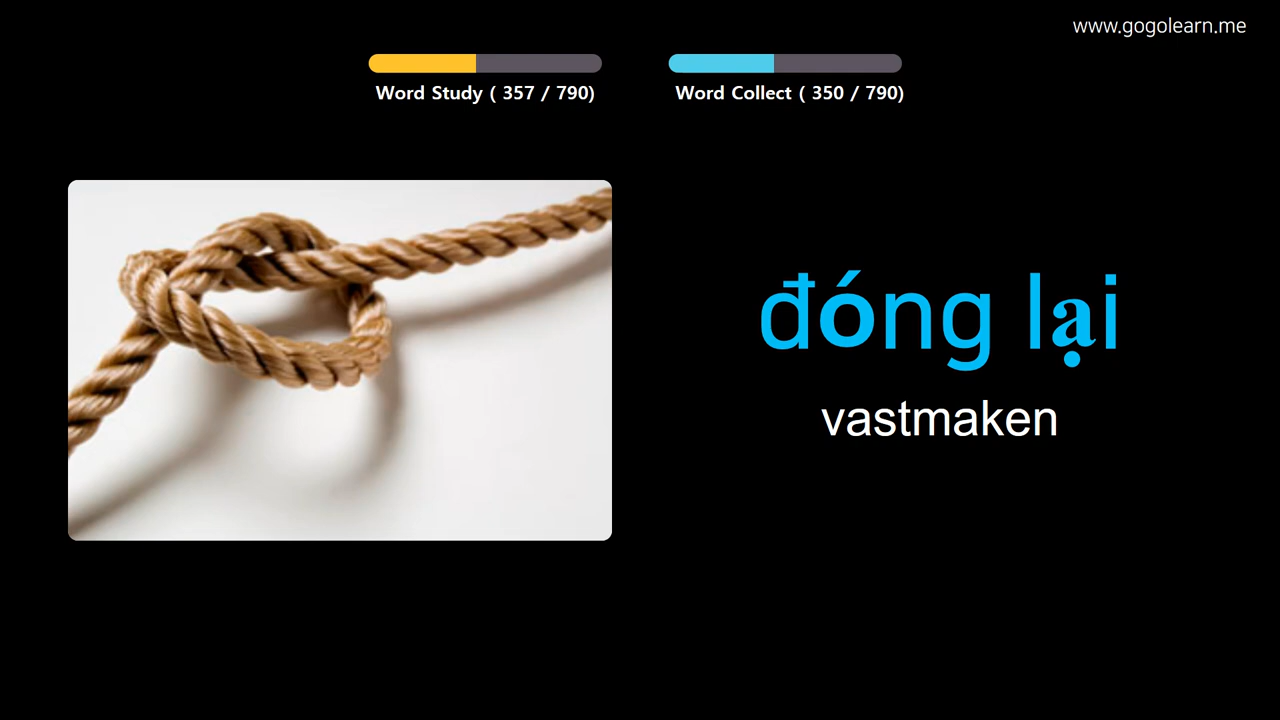 www.gogolearn.me
Word Study ( 357 / 790)
Word Collect ( 350 / 790)
đóng lại
vastmaken